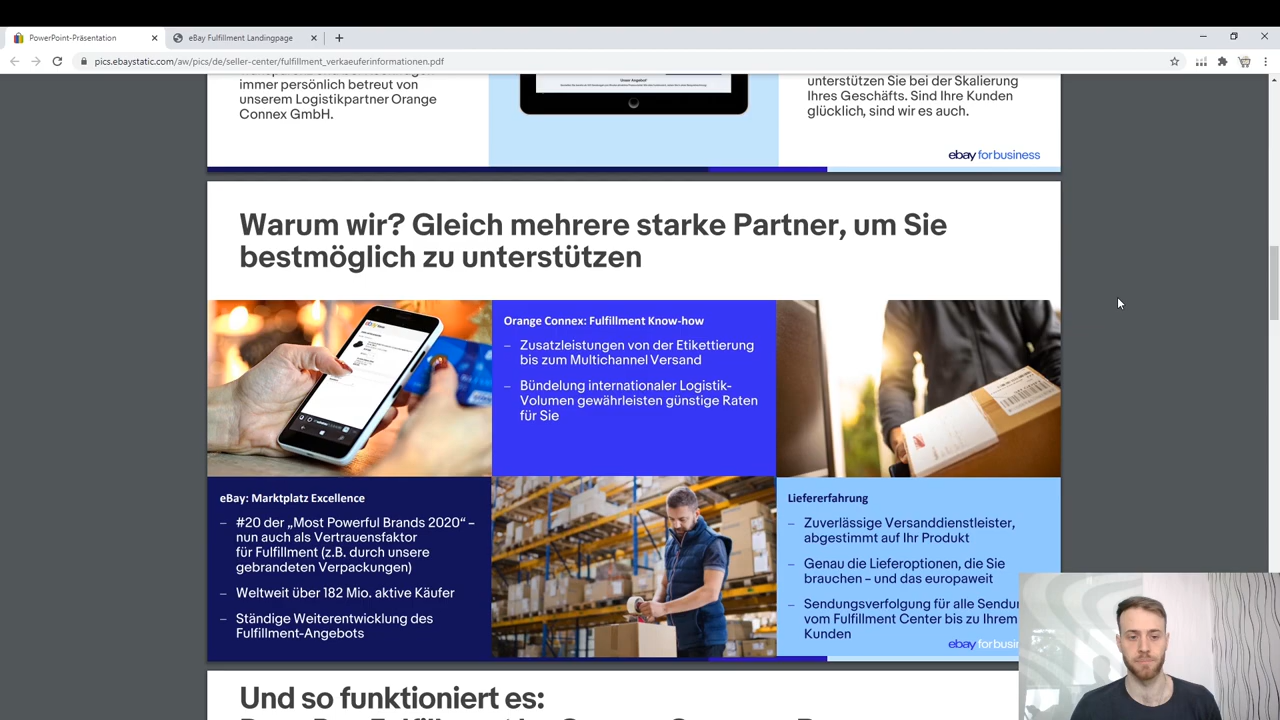 PowerPoint-Präsentation
eBay Fulfillment Landingpage
pics.ebaystatic.com/aw/pics/de/seller-center/fulfillment_verkaeuferinformationen.pdf
immer persönlich betreut von
unserem Logistikpartner Orange
Connex GmbH.
Unser Angebot!
unterstützen Sie bei der Skalierung
Ihres Geschäfts. Sind Ihre Kunden
glücklich, sind wir es auch.
ebay for business
Warum wir? Gleich mehrere starke Partner, um Sie
bestmöglich zu unterstützen
Orange Connex: Fulfillment Know-how
– Zusatzleistungen von der Etikettierung
bis zum Multichannel Versand
– Bündelung internationaler Logistik-
Volumen gewährleisten günstige Raten
für Sie
eBay: Marktplatz Excellence
– #20 der „Most Powerful Brands 2020“ –
nun auch als Vertrauensfaktor
für Fulfillment (z.B. durch unsere
gebrandeten Verpackungen)
– Weltweit über 182 Mio. aktive Käufer
– Ständige Weiterentwicklung des
Fulfillment-Angebots
Liefererfahrung
– Zuverlässige Versanddienstleister,
abgestimmt auf Ihr Produkt
– Genau die Lieferoptionen, die Sie
brauchen – und das europaweit
– Sendungsverfolgung für alle Sendu
vom Fulfillment Center bis zu Ihrem
Kunden
ebay for busi
Und so funktioniert es: